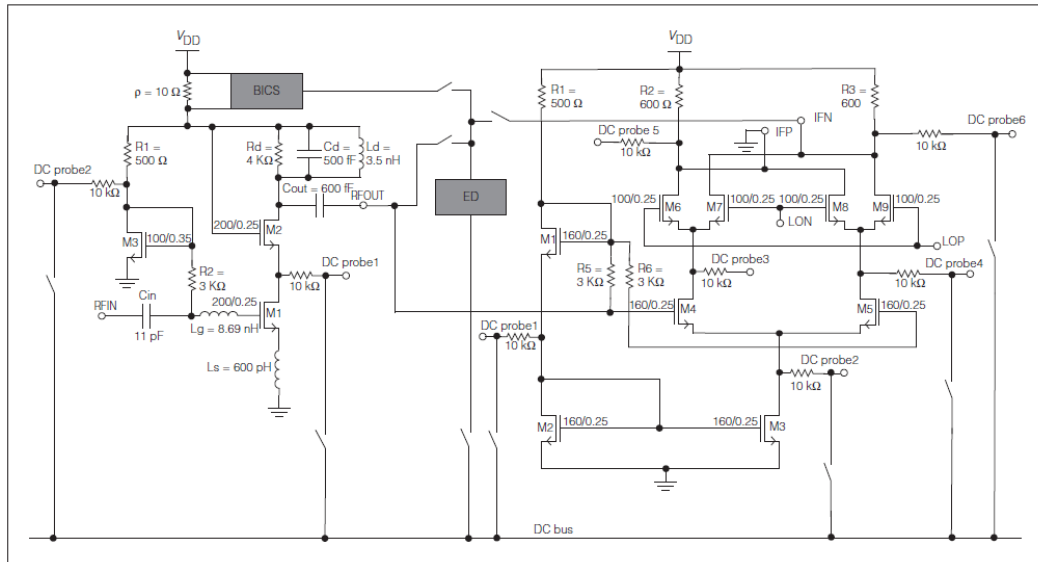 VDD
ρ = 10 Ω
BICS
R1 =
500 Ω
Rd =
4 KΩ
Cd =
500 fF
Ld =
3.5 nH
DC probe2
10 kΩ
Cout = 600 fF
RFOUT
ED
M3
100/0.35
200/0.25
M2
R2 =
3 KΩ
DC probe1
10 kΩ
Cin
RFIN
11 pF
200/0.25
M1
Lg = 8.69 nH
Ls = 600 pH
VDD
R1 =
500 Ω
R2 =
600 Ω
R3 =
600
IFN
IFP
DC probe 5
10 kΩ
DC probe6
10 kΩ
100/0.25
M6
M7
100/0.25
100/0.25
M8
M9
100/0.25
LON
LOP
M1
160/0.25
R5 =
3 KΩ
R6 =
3 KΩ
DC probe3
10 kΩ
DC probe4
10 kΩ
160/0.25
M4
M5
160/0.25
DC probe1
10 kΩ
DC probe2
10 kΩ
M2
160/0.25
160/0.25
M3
DC bus